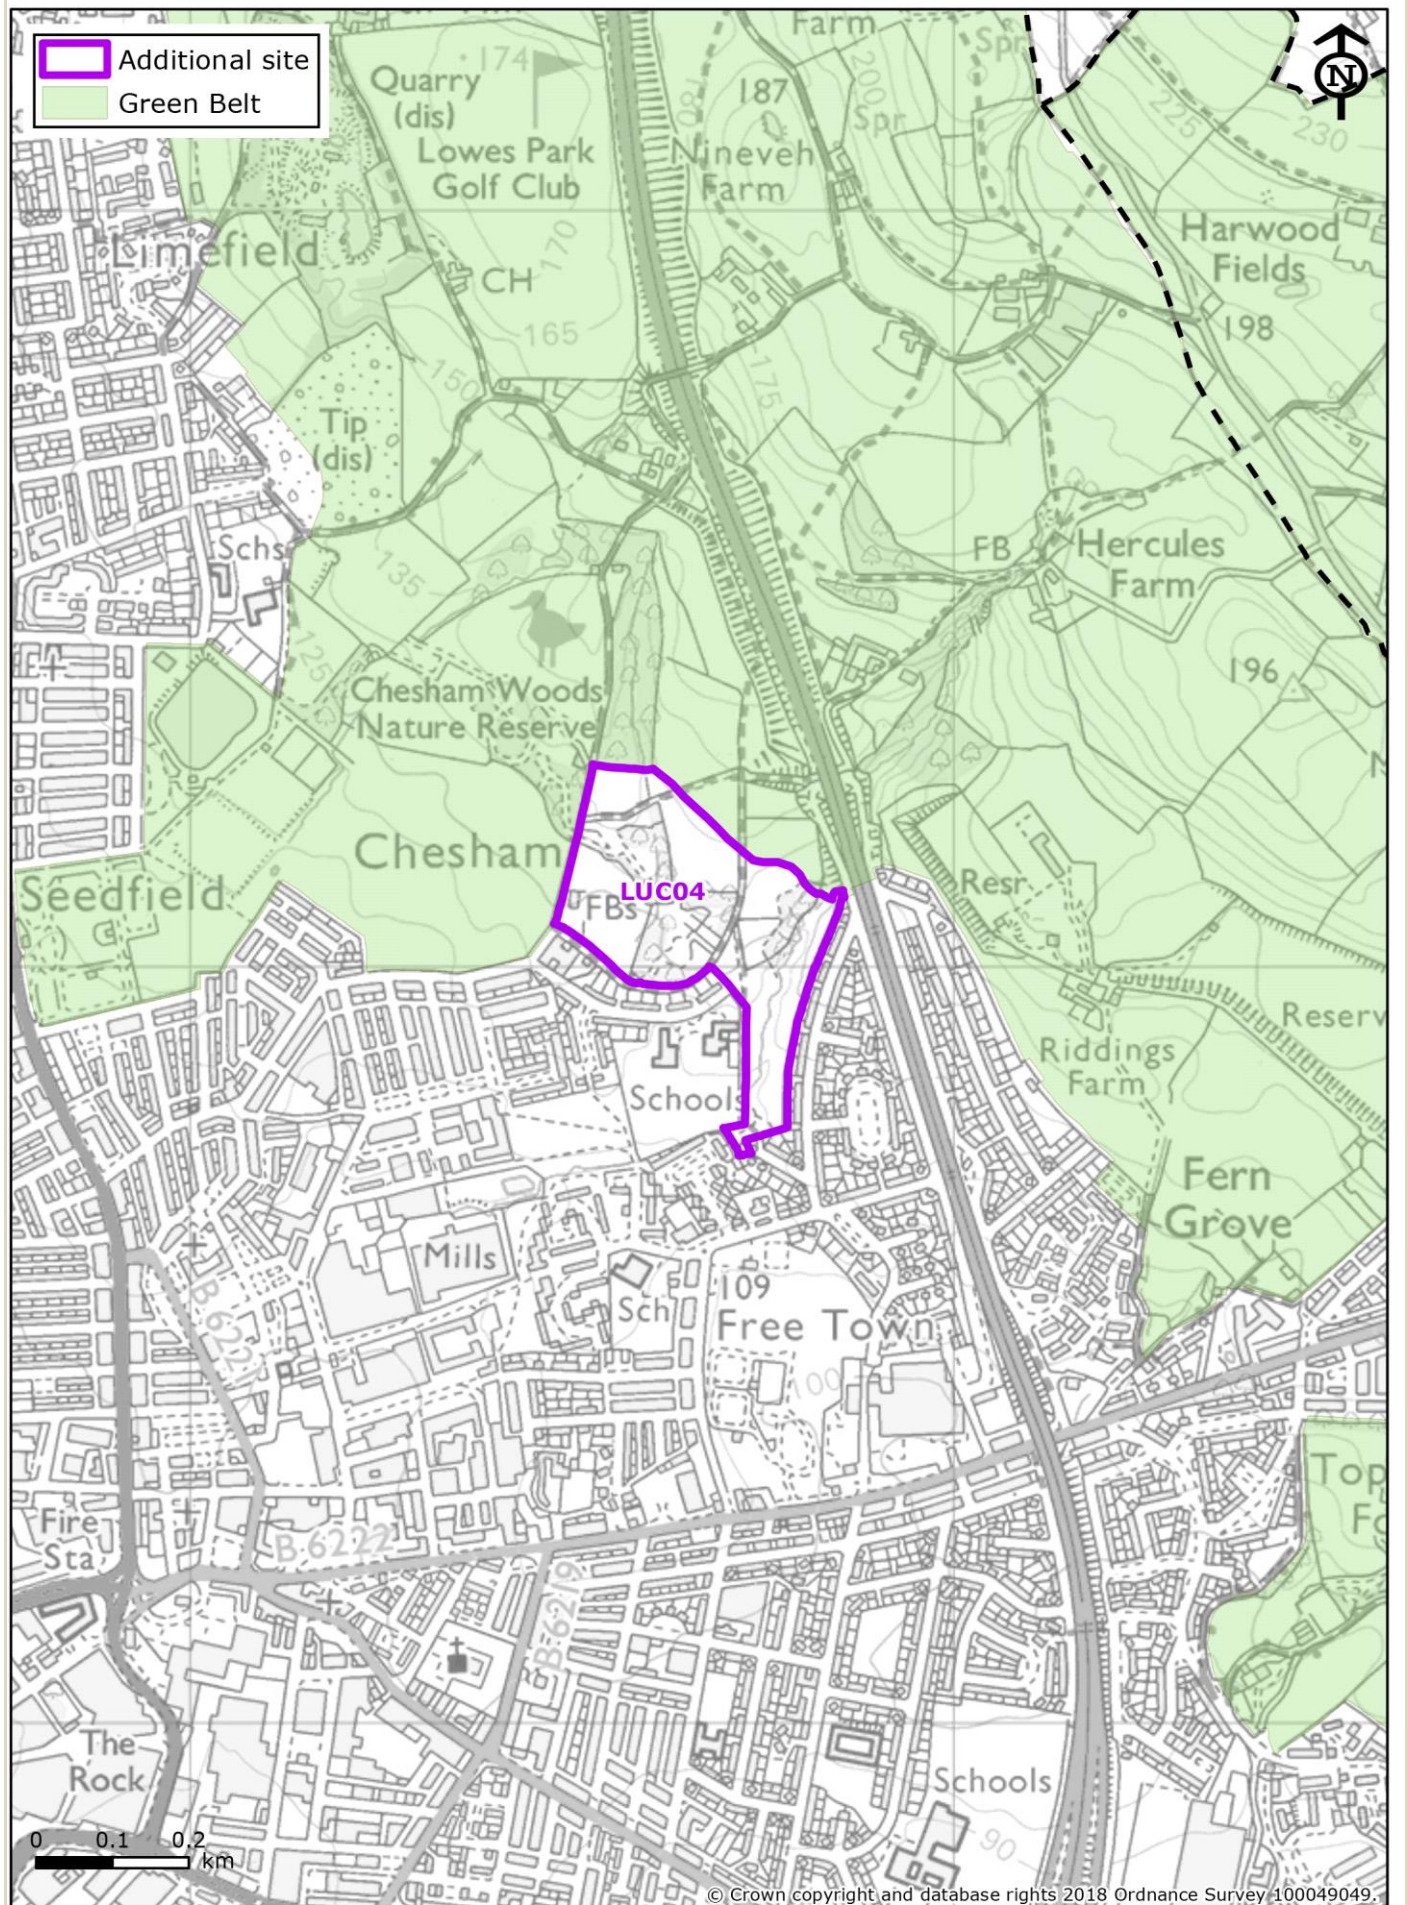 Additional site
Green Belt
Farm
Spr
N
174
Quarry
(dis)
187
180
200
Spr
225
230
Lowes Park
Golf Club
Nineveh
Farm
Limefield
CH
170
165
Harwood
Fields
198
150
175
Tip
(dis)
Schs
135
FB
Hercules
Farm
125
196
Chesham Woods
Nature Reserve
Chesham
Seedfield
LUC04
FBs
Resr
Reserv
Riddings
Farm
Schools
Fern
Grove
Mills
B 6221
Sch
109
Free Town
100
Top
Fo
Fire
Sta
B 6222
B 6219
The
Rock
Schools
90
0 0.1 0.2
km
© Crown copyright and database rights 2018 Ordnance Survey 100049049.